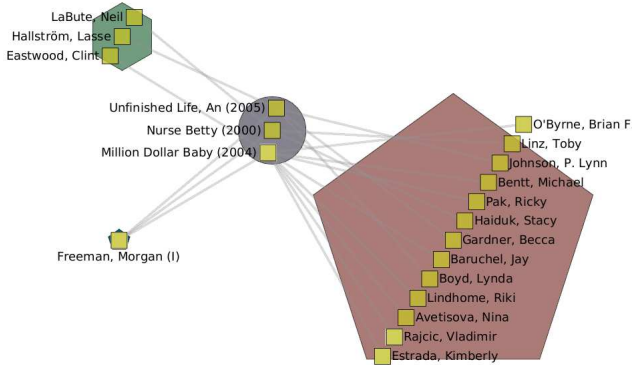 LaBute, Neil
Hallström, Lasse
Eastwood, Clint
Unfinished Life, An (2005)
Nurse Betty (2000)
Million Dollar Baby (2004)
Freeman, Morgan (I)
O'Byrne, Brian F
Linz, Toby
Johnson, P. Lynn
Bentt, Michael
Pak, Ricky
Haiduk, Stacy
Gardner, Becca
Baruchel, Jay
Boyd, Lynda
Lindhome, Riki
Avetisova, Nina
Rajcic, Vladimir
Estrada, Kimberly